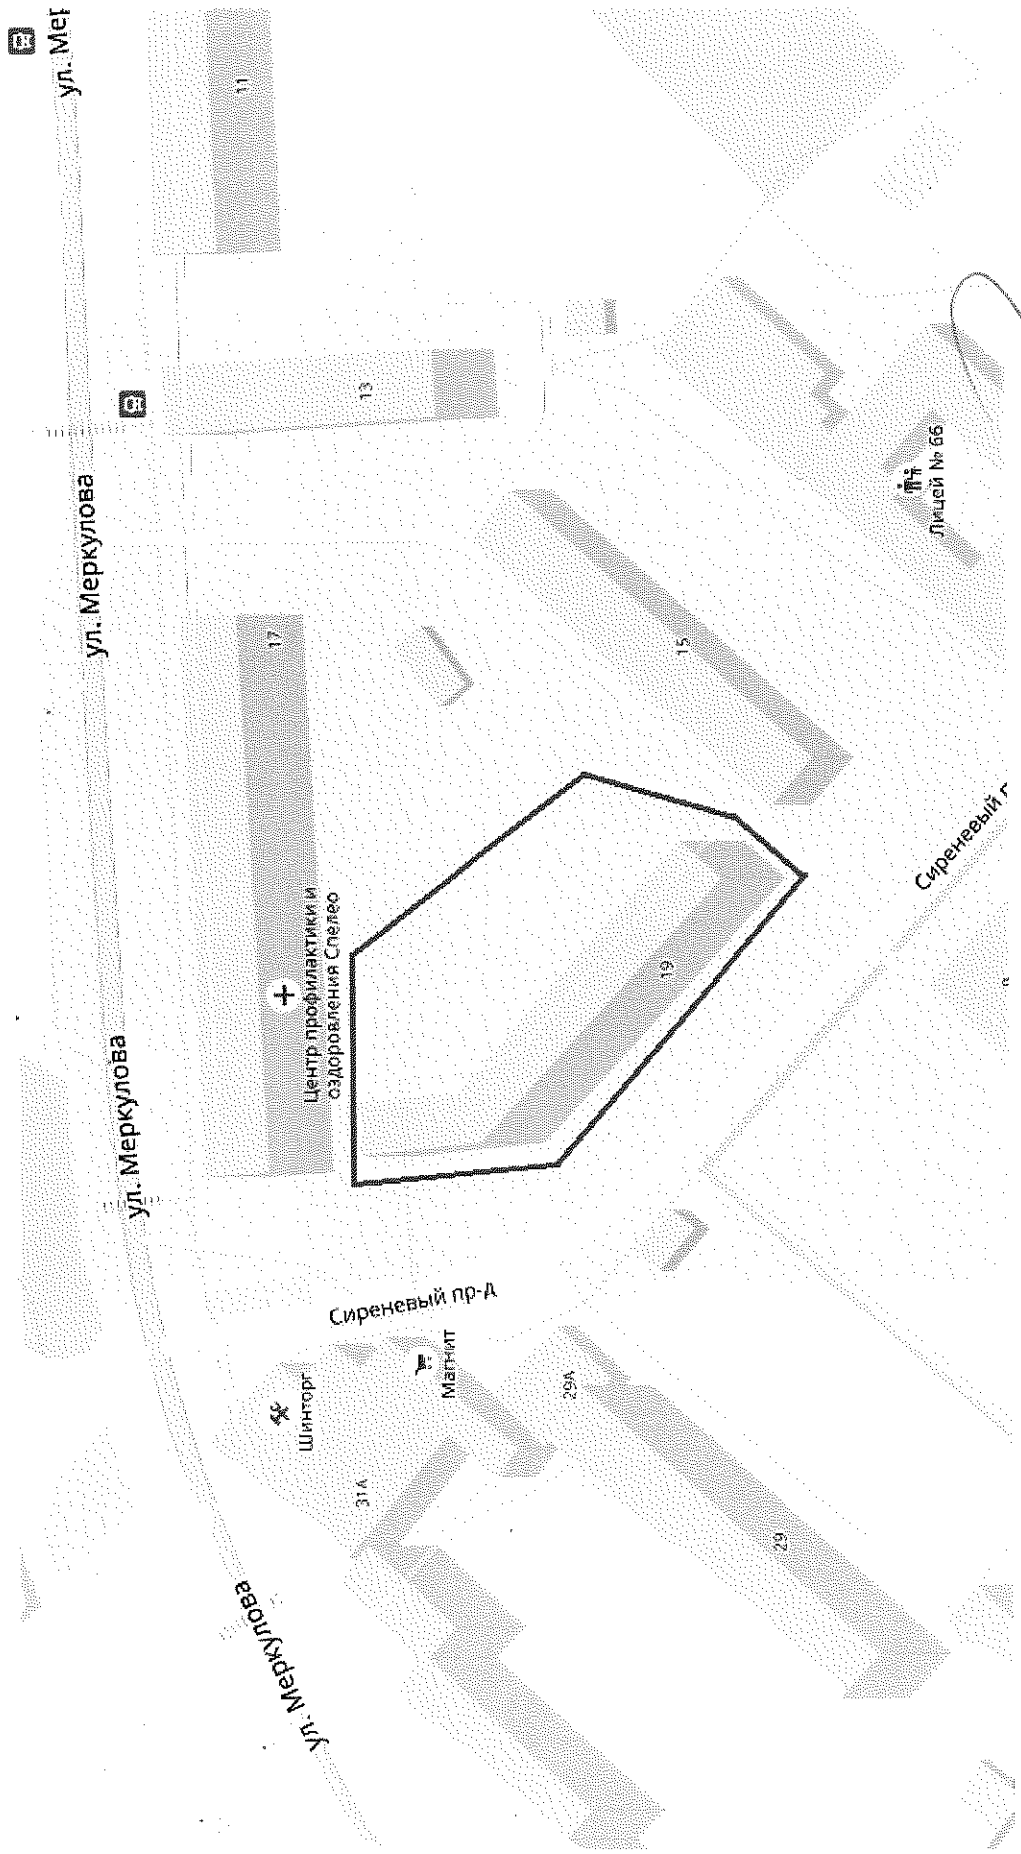 ул. Мер
11
13
ул. Меркулова
17
15
Лицей № 66
Сиреневый п
Центр профилактики и
оздоровления Спелео
19
ул. Меркулова
Сиреневый пр-д
Магнит
Шинторг
29А
31А
29
ул. Меркулова